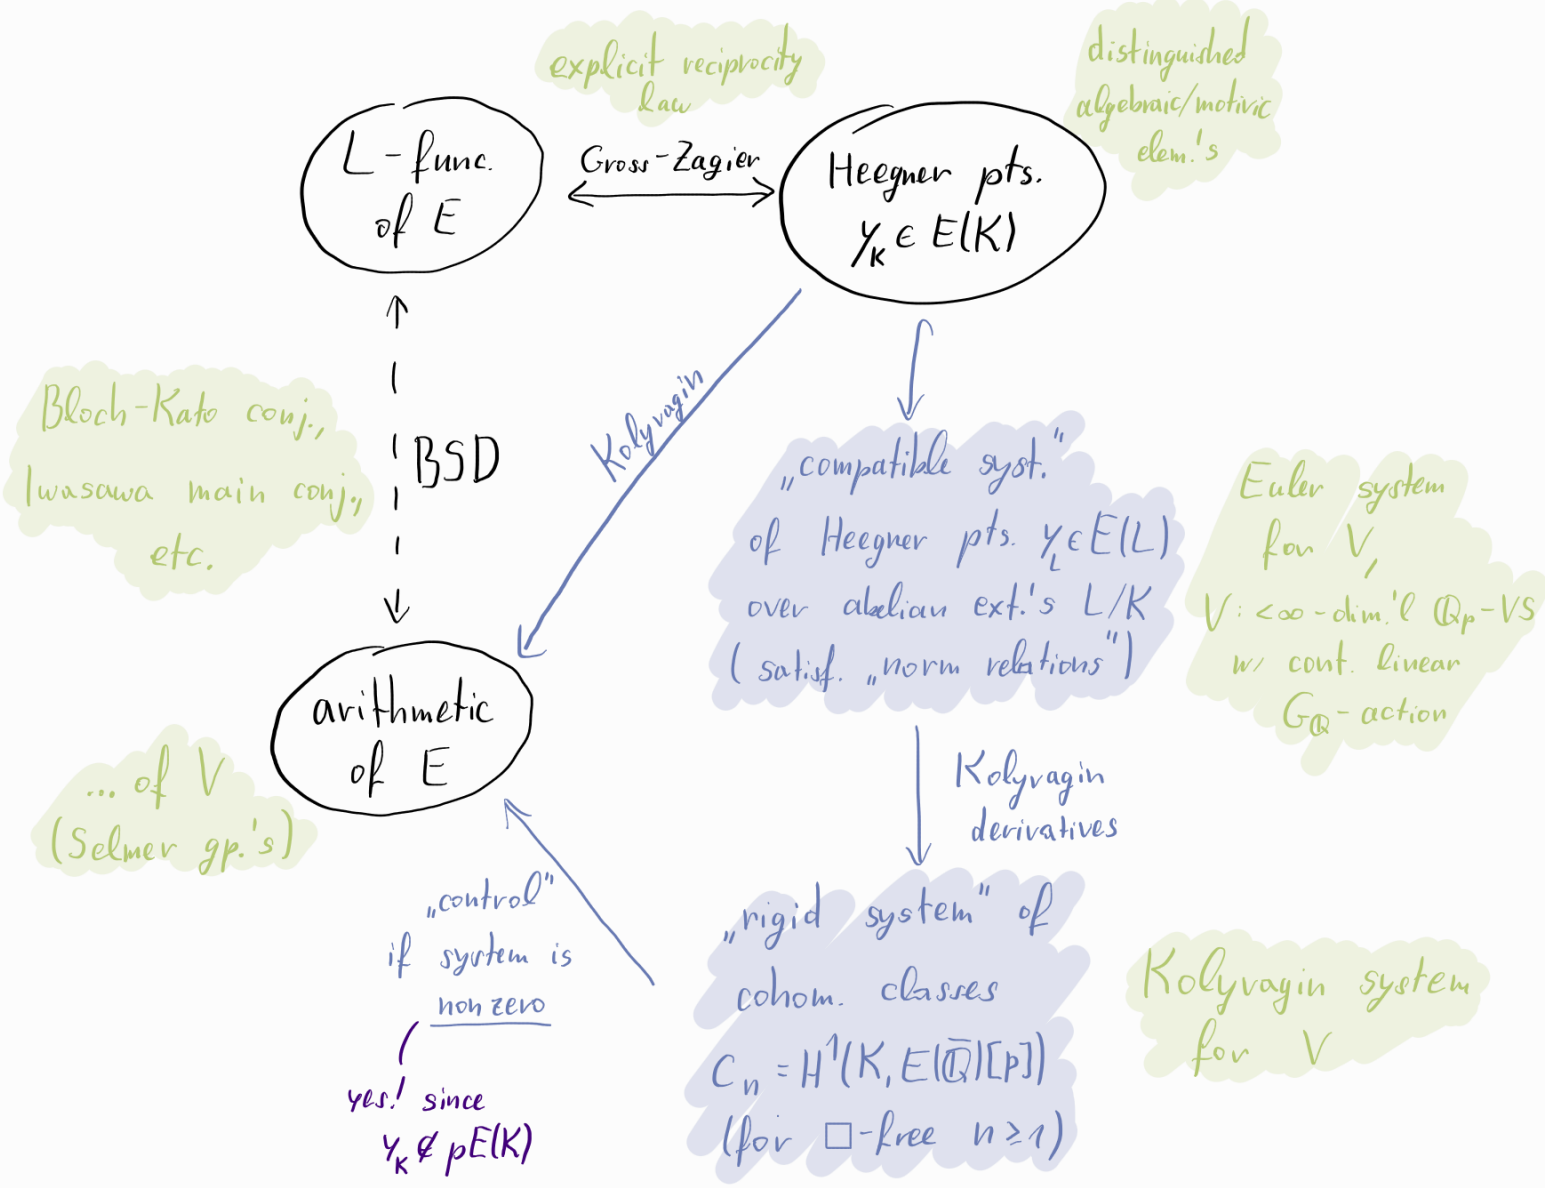 explicit reciprocity
law
distinguished
algebraic/motivic
elem.'s
L-func.
of E
Gross-Zagier
Heegner pts.
y_K ∈ E(K)
Bloch-Kato conj.,
Iwasawa main conj.,
etc.
BSD
Kolyvagin
„compatible syst."
of Heegner pts. y_L ∈ E(L)
over abelian ext.'s L/K
(satisf. „norm relations")
Euler system
for V,
V: <∞-dim.'l ℚp-VS
w/ cont. linear
G_ℚ-action
arithmetic
of E
... of V
(Selmer gp.'s)
Kolyvagin
derivatives
„control"
if system is
nonzero
yes! since
y_K ∉ pE(K)
„rigid system" of
cohom. classes
C_n = H¹(K, E(ℚ̅)[p])
(for □-free n ≥ 1)
Kolyvagin system
for V